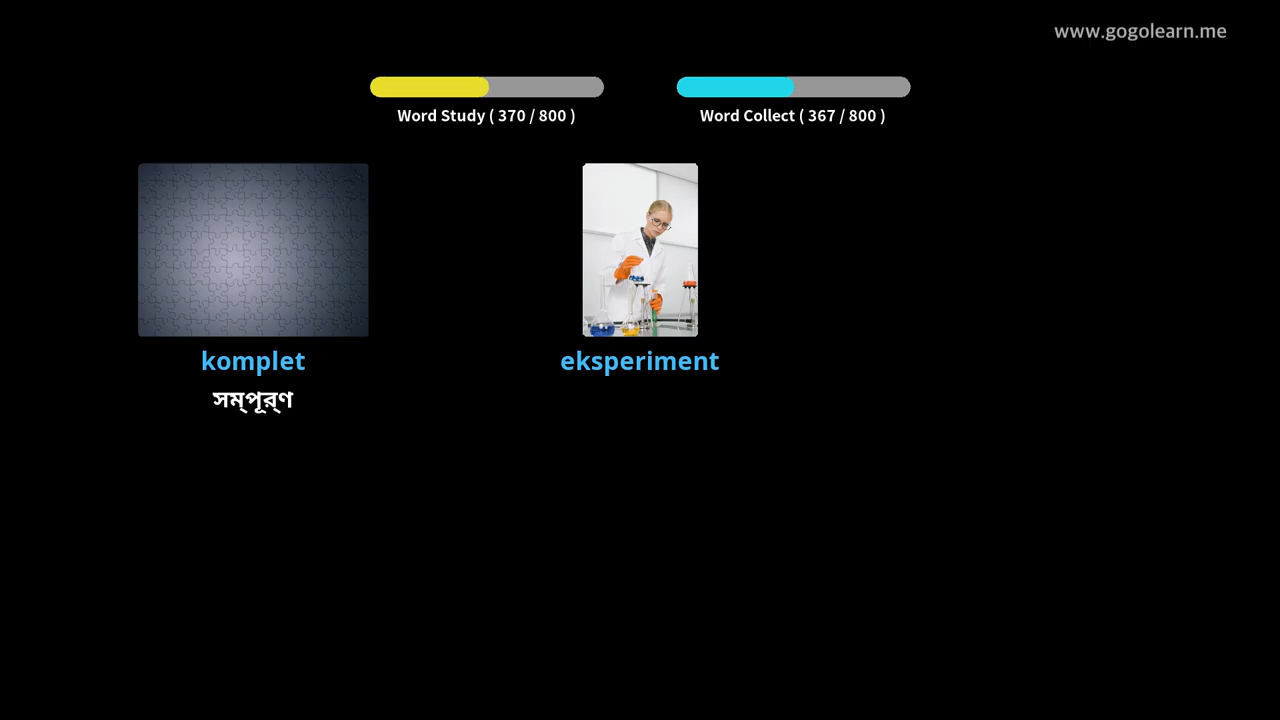 www.gogolearn.me
Word Study ( 370 / 800 )
Word Collect ( 367 / 800 )
komplet
eksperiment
সম্পূর্ণ